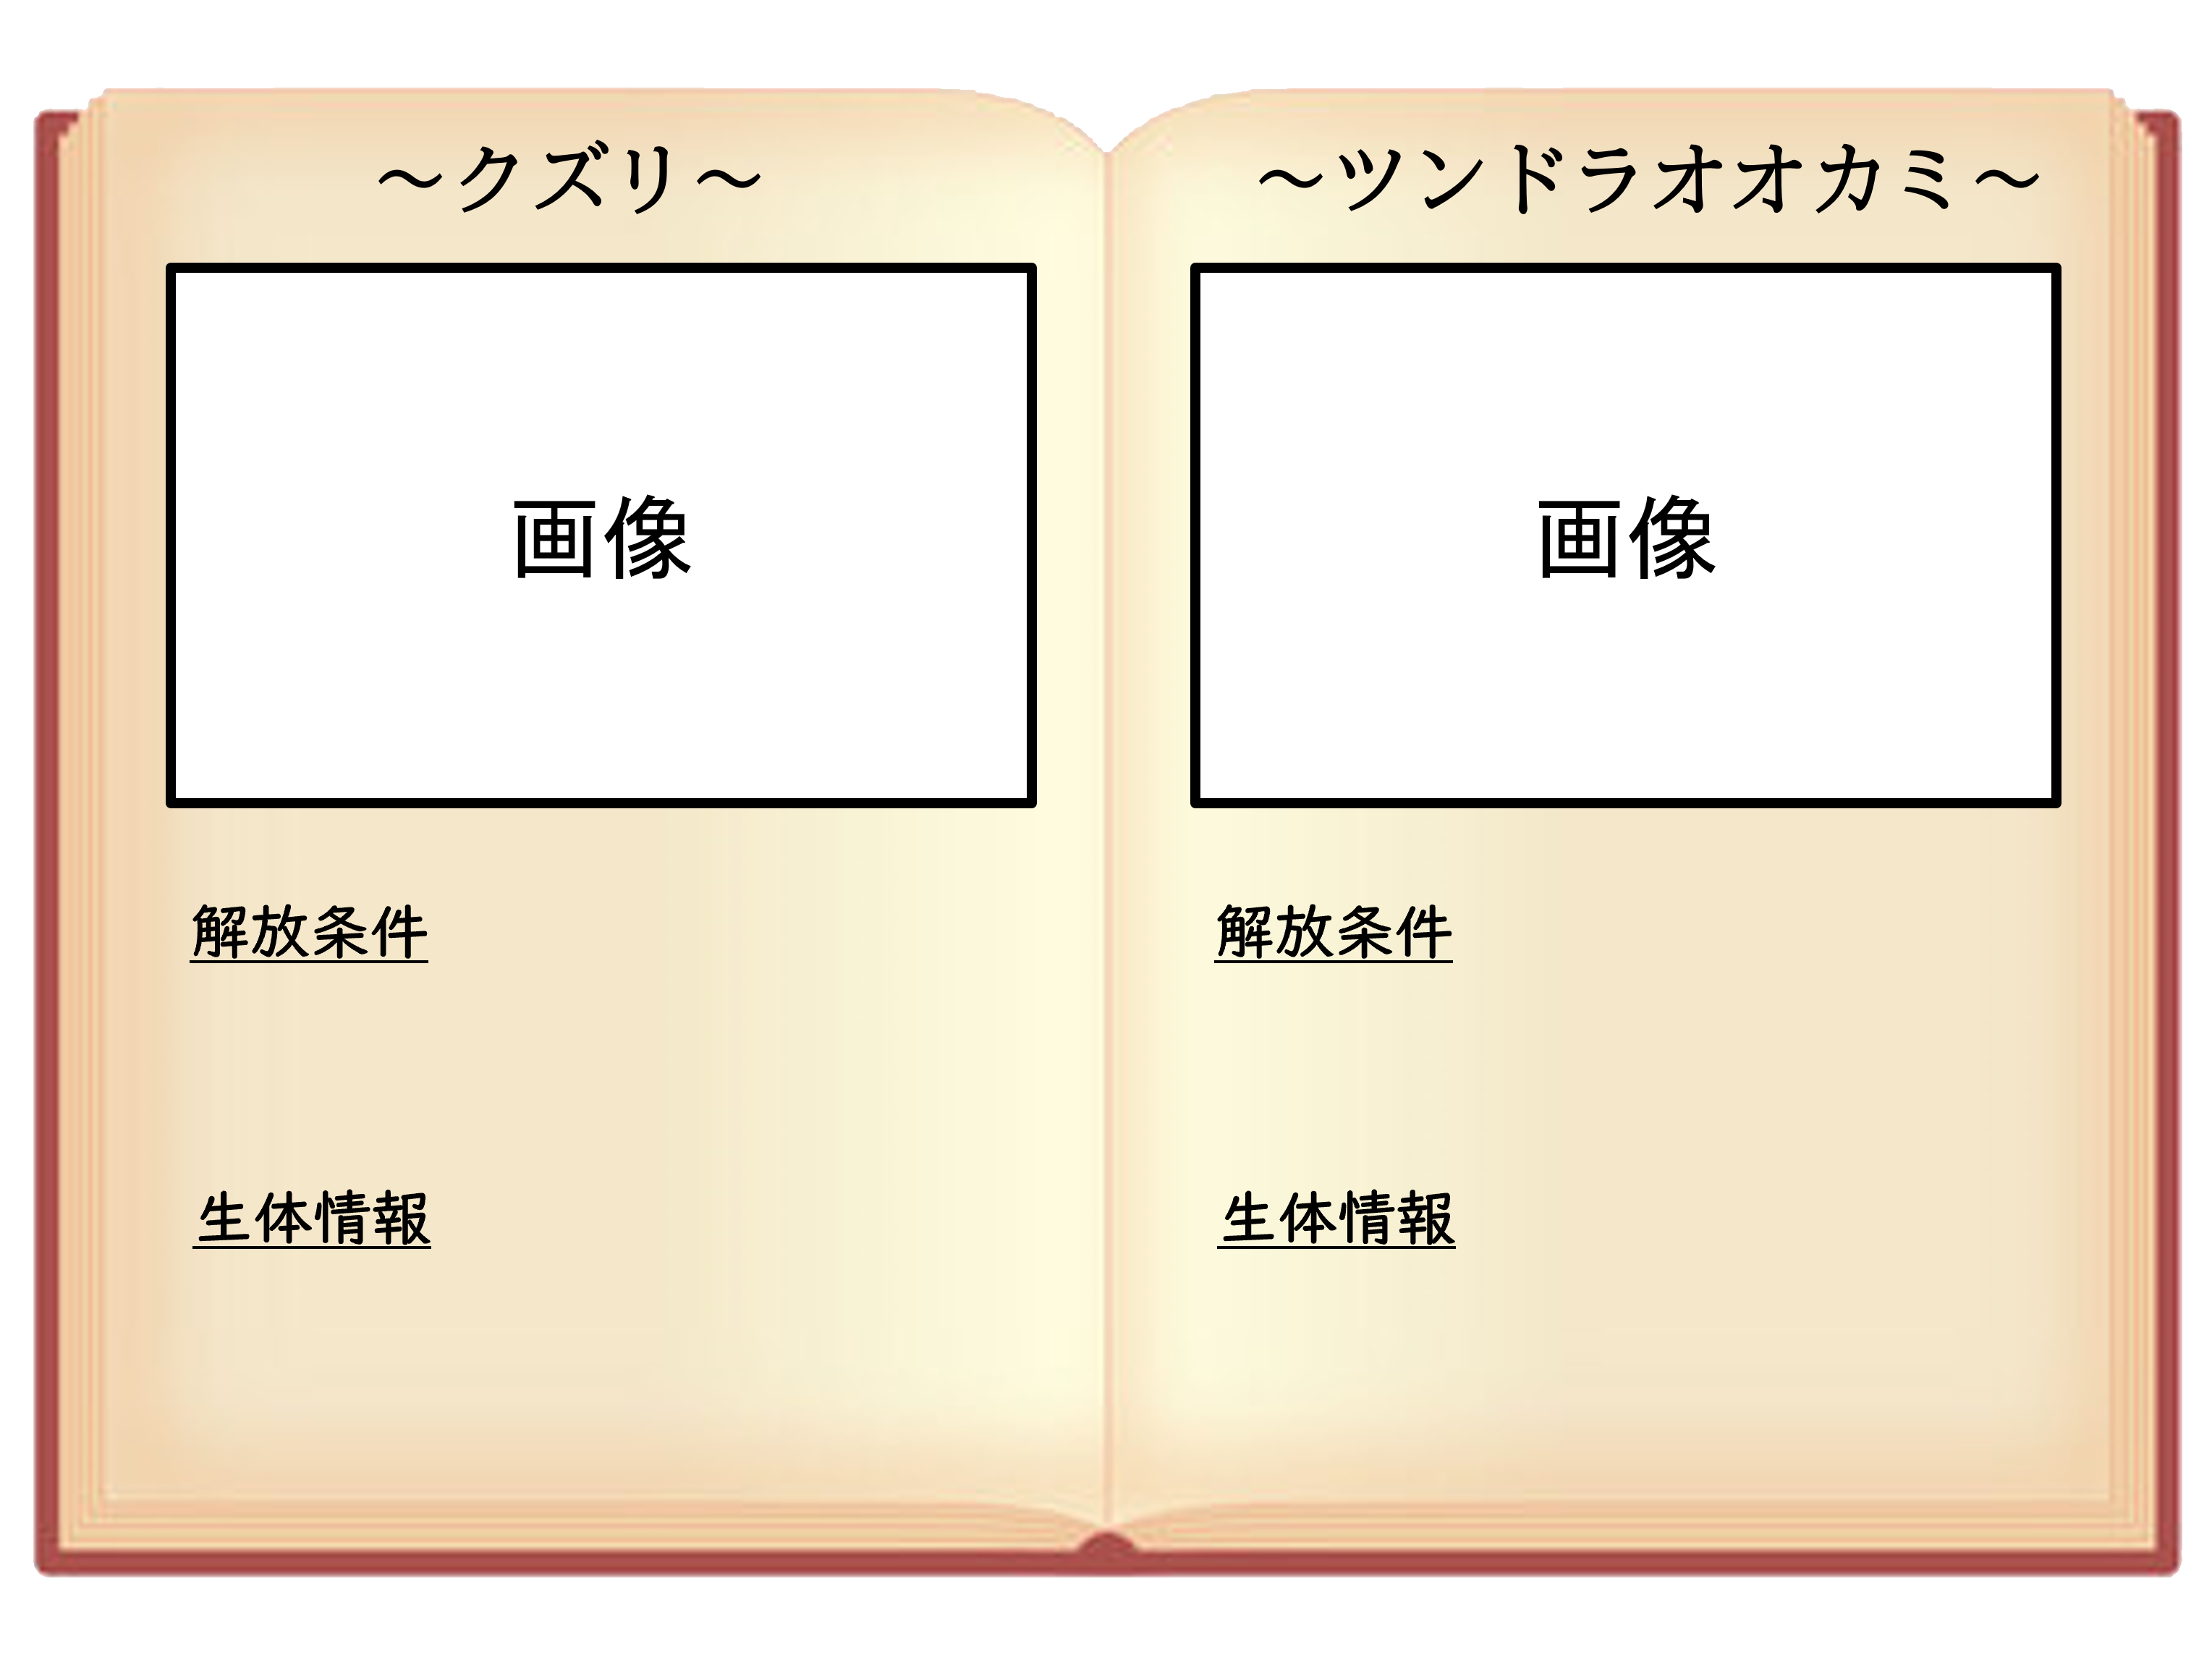 ～クズリ～
画像
解放条件
生体情報
～ツンドラオオカミ～
画像
解放条件
生体情報